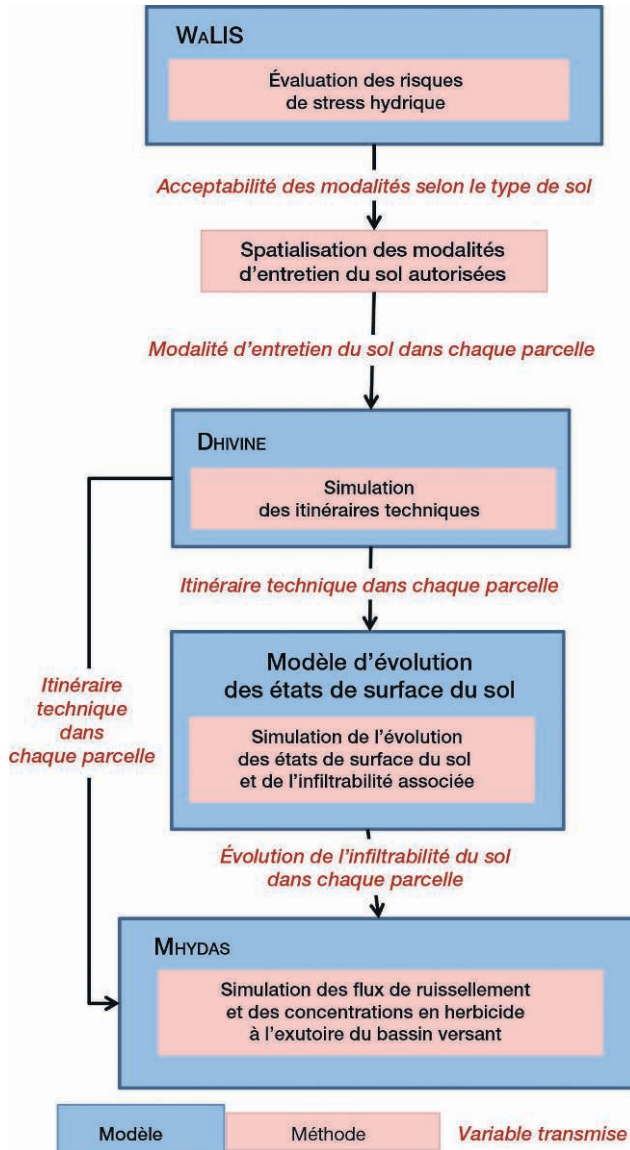 WALIS
Évaluation des risques
de stress hydrique
Acceptabilité des modalités selon le type de sol
Spatialisation des modalités
d'entretien du sol autorisées
Modalité d'entretien du sol dans chaque parcelle
DHIVINE
Simulation
des itinéraires techniques
Itinéraire technique dans chaque parcelle
Itinéraire
technique
dans
chaque parcelle
Modèle d'évolution
des états de surface du sol
Simulation de l'évolution
des états de surface du sol
et de l'infiltrabilité associée
Évolution de l'infiltrabilité du sol
dans chaque parcelle
MHYDAS
Simulation des flux de ruissellement
et des concentrations en herbicide
à l'exutoire du bassin versant
Modèle
Méthode
Variable transmise